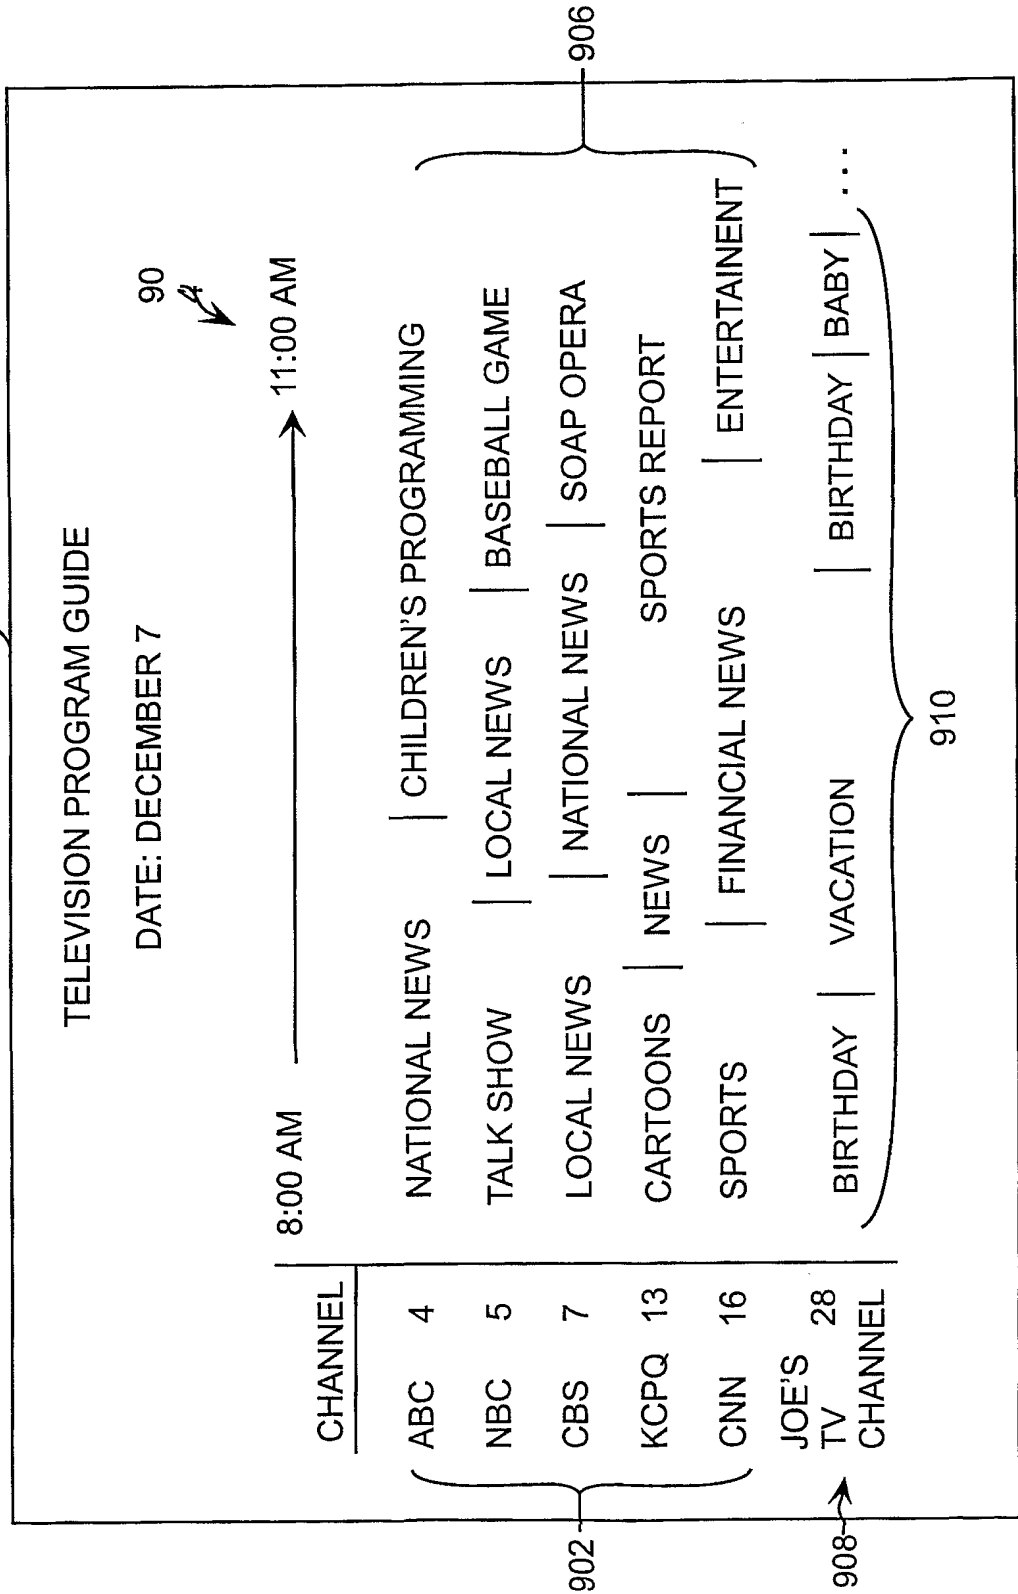 TELEVISION PROGRAM GUIDE
DATE: DECEMBER 7
904
8:00 AM 11:00 AM
CHANNEL
ABC 4 NATIONAL NEWS | CHILDREN'S PROGRAMMING
NBC 5 TALK SHOW | LOCAL NEWS | BASEBALL GAME
CBS 7 LOCAL NEWS | NATIONAL NEWS | SOAP OPERA
KCPQ 13 CARTOONS | NEWS | SPORTS REPORT
CNN 16 SPORTS | FINANCIAL NEWS | ENTERTAINENT
JOE'S
TV 28 BIRTHDAY | VACATION | BIRTHDAY | BABY | ...
CHANNEL
902
906
908
910